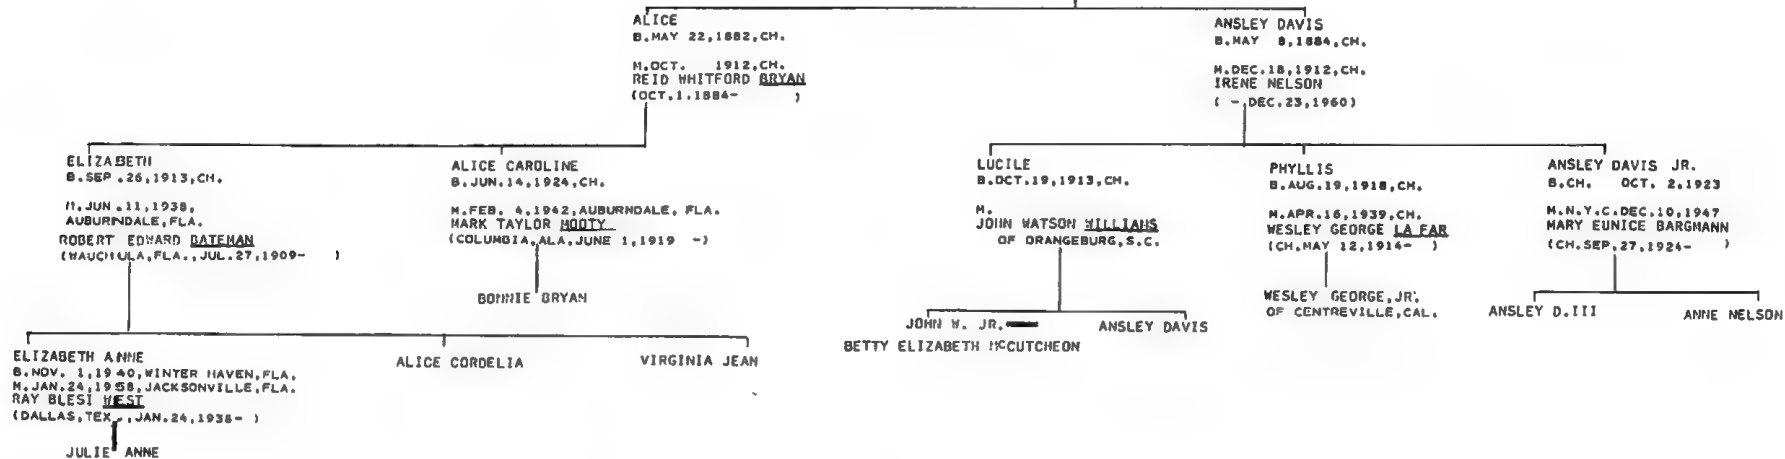 ALICE
B.MAY 22,1882,CH.
M.OCT. 1912,CH.
REID WHITFORD BRYAN
(OCT.1.1884- )
ANSLEY DAVIS
B.MAY 8,1884,CH.
M.DEC.18,1912,CH.
IRENE NELSON
( - DEC.23,1960)
ELIZABETH
B.SEP.26,1913,CH.
M.JUN.11,1938,
AUBURNDALE,FLA.
ROBERT EDWARD BATEMAN
(WAUCHULA,FLA.,JUL.27,1909- )
ALICE CAROLINE
B.JUN.14,1924,CH.
M.FEB. 4,1942,AUBURNDALE, FLA.
MARK TAYLOR MOOTY
(COLUMBIA,ALA,JUNE 1,1919 -)
BONNIE BRYAN
LUCILE
B.OCT.19,1913,CH.
M.
JOHN WATSON WILLIAMS
OF ORANGEBURG,S.C.
PHYLLIS
B.AUG.19,1918,CH.
M.APR.16,1939,CH.
WESLEY GEORGE LA FAR
(CH.MAY 12,1914- )
WESLEY GEORGE,JR.
OF CENTREVILLE,CAL.
ANSLEY DAVIS JR.
B.CH. OCT. 2,1923
M.N.Y.C.DEC.10,1947
MARY EUNICE BARGMANN
(CH.SEP.27,1924- )
ANSLEY D.III
ANNE NELSON
JOHN W. JR.
BETTY ELIZABETH McCUTCHEON
ANSLEY DAVIS
ELIZABETH ANNE
B.NOV. 1,1940,WINTER HAVEN,FLA,
M.JAN.24,1958,JACKSONVILLE,FLA.
RAY BLESI WEST
(DALLAS,TEX.,JAN.24,1938- )
JULIE ANNE
ALICE CORDELIA
VIRGINIA JEAN